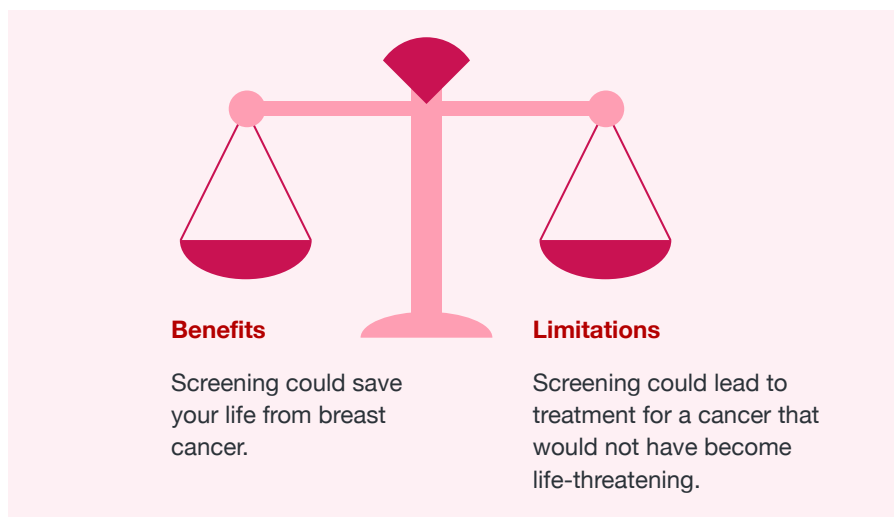 Benefits
Screening could save
your life from breast
cancer.
Limitations
Screening could lead to
treatment for a cancer that
would not have become
life-threatening.